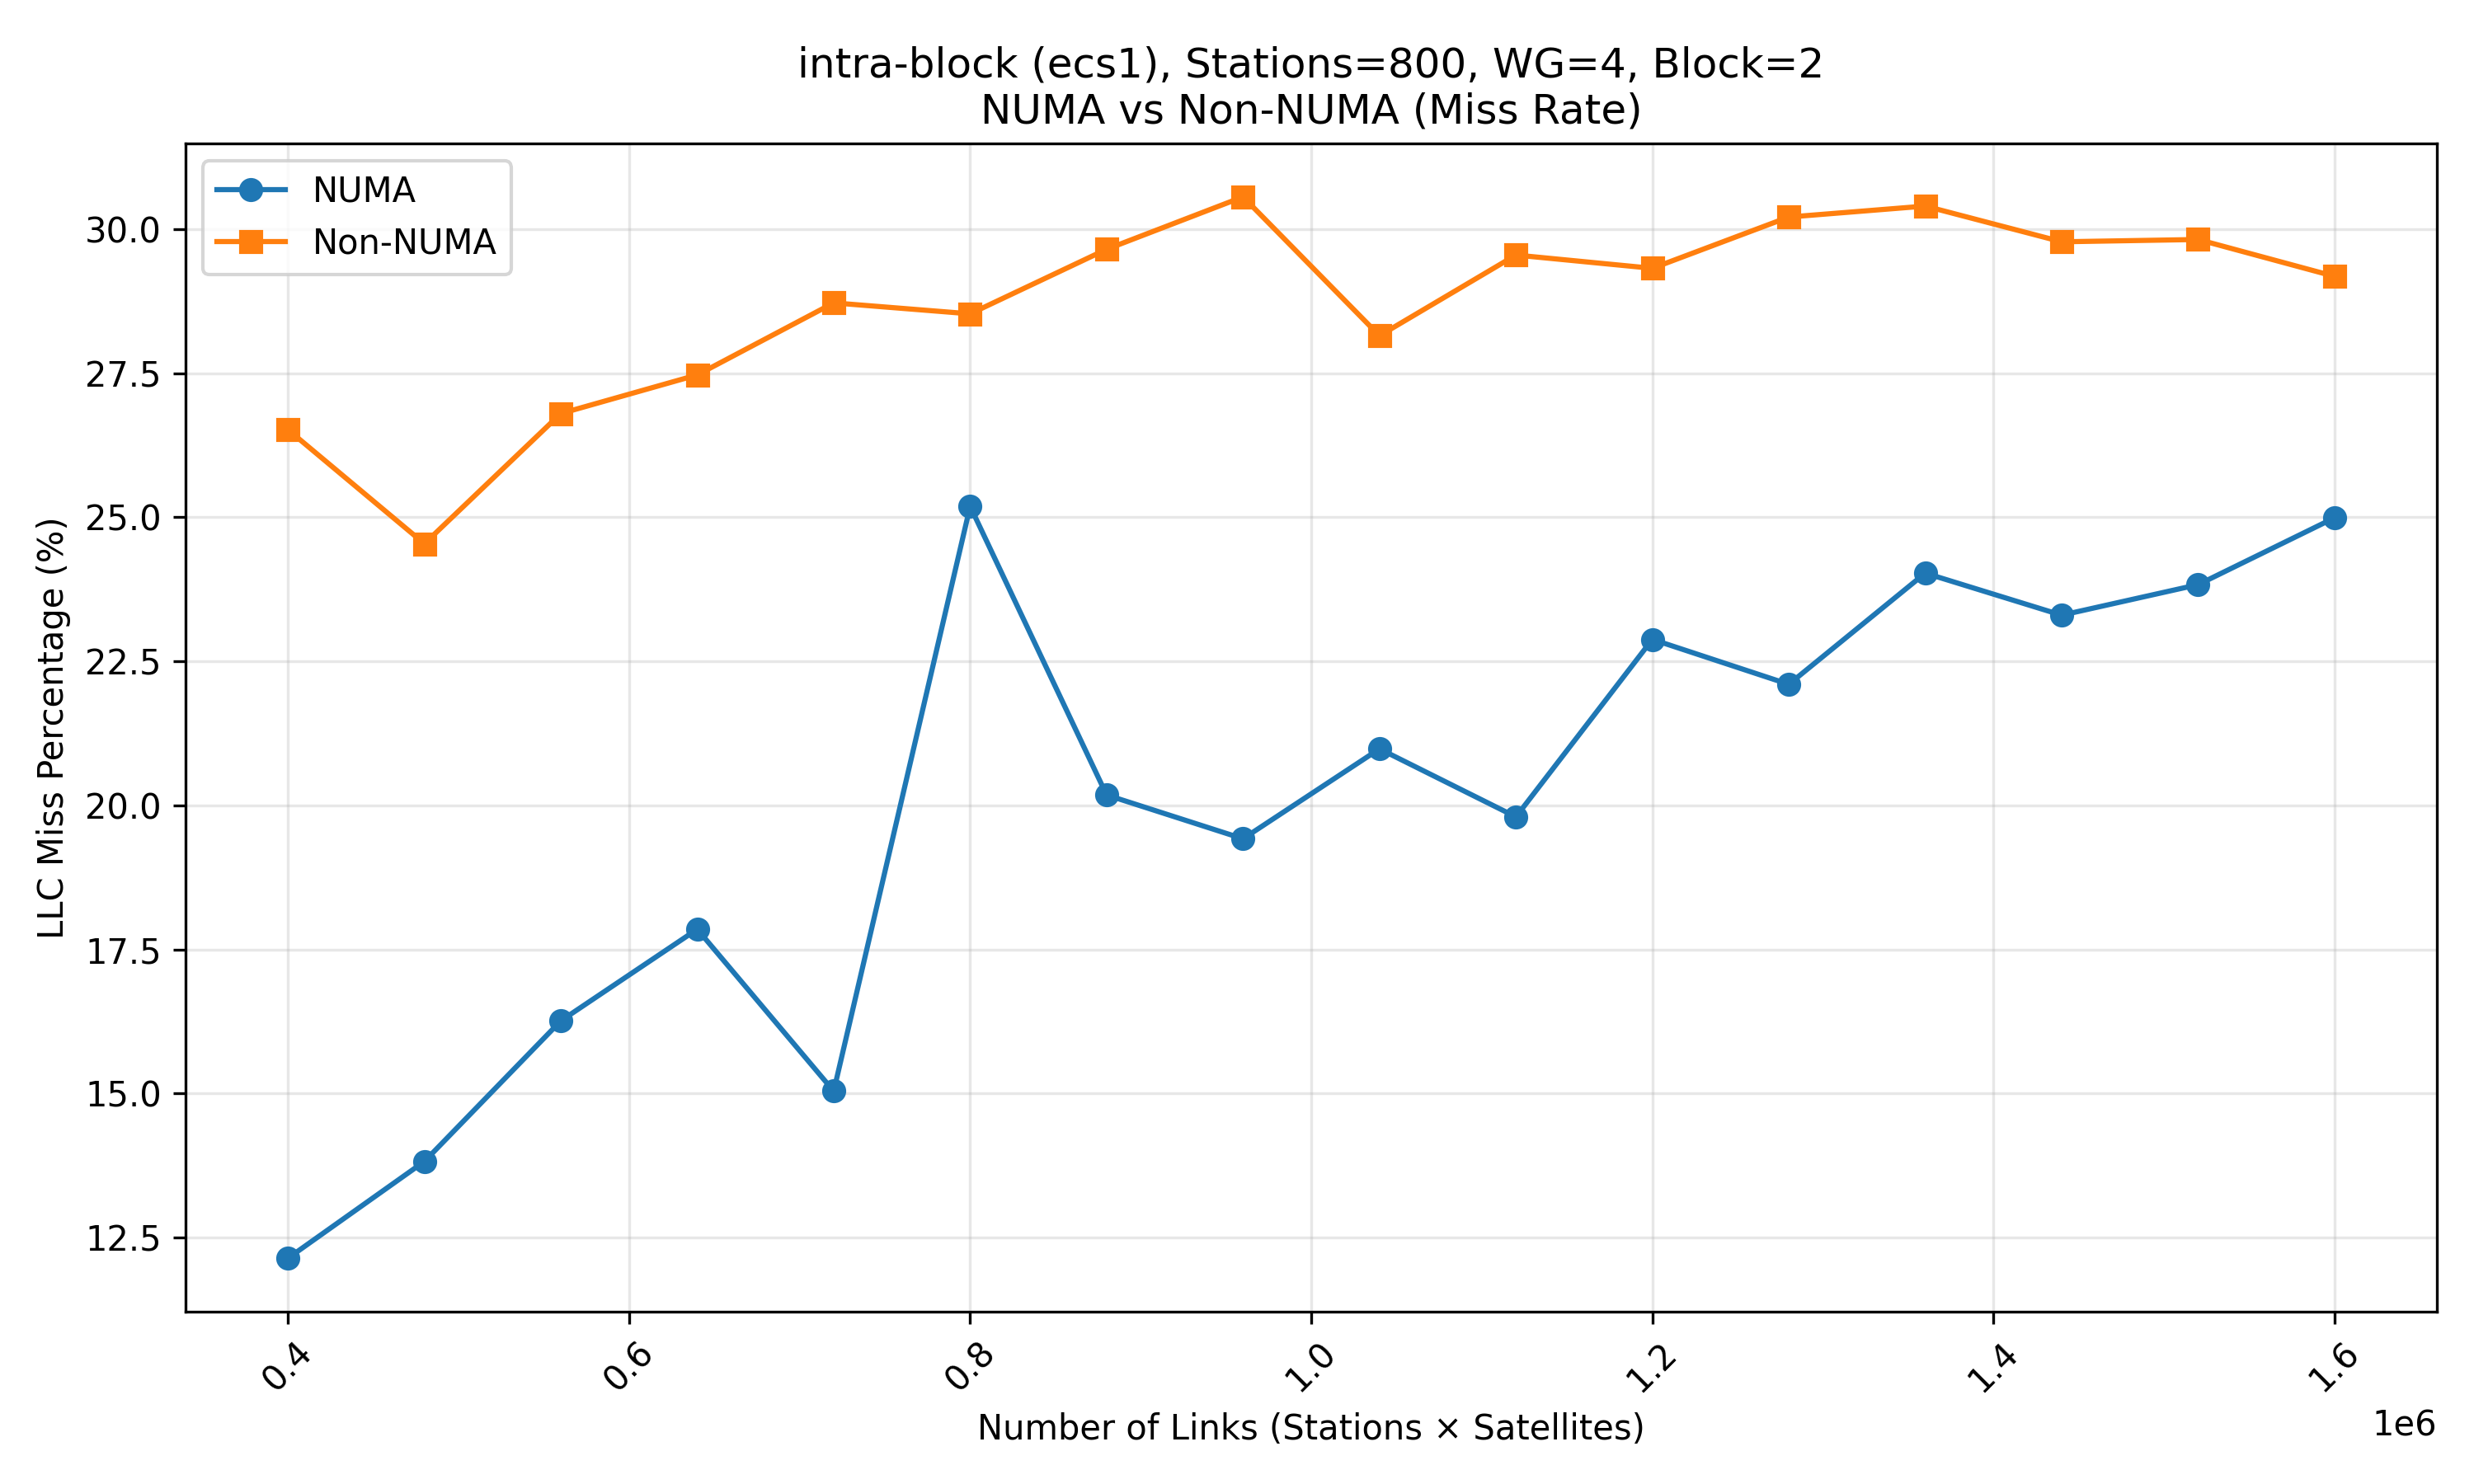 intra-block (ecs1), Stations=800, WG=4, Block=2
NUMA vs Non-NUMA (Miss Rate)
NUMA
Non-NUMA
LLC Miss Percentage (%)
30.0
27.5
25.0
22.5
20.0
17.5
15.0
12.5
0.4
0.6
0.8
1.0
1.2
1.4
1.6
1e6
Number of Links (Stations × Satellites)